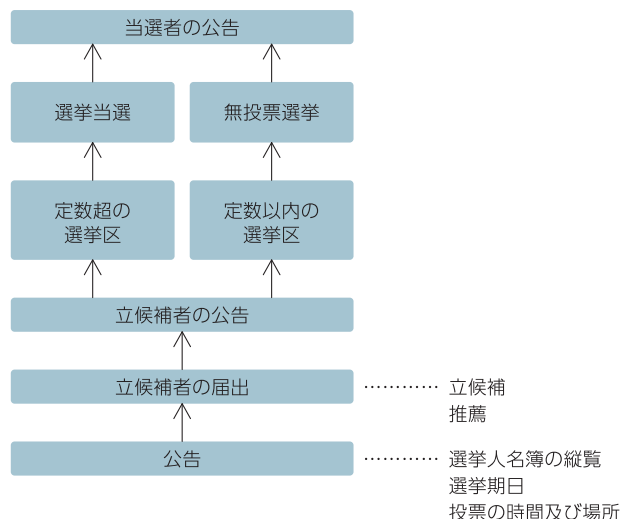 当選者の公告
選挙当選
無投票選挙
定数超の
選挙区
定数以内の
選挙区
立候補者の公告
立候補者の届出
………… 立候補
推薦
公告
………… 選挙人名簿の縦覧
選挙期日
投票の時間及び場所